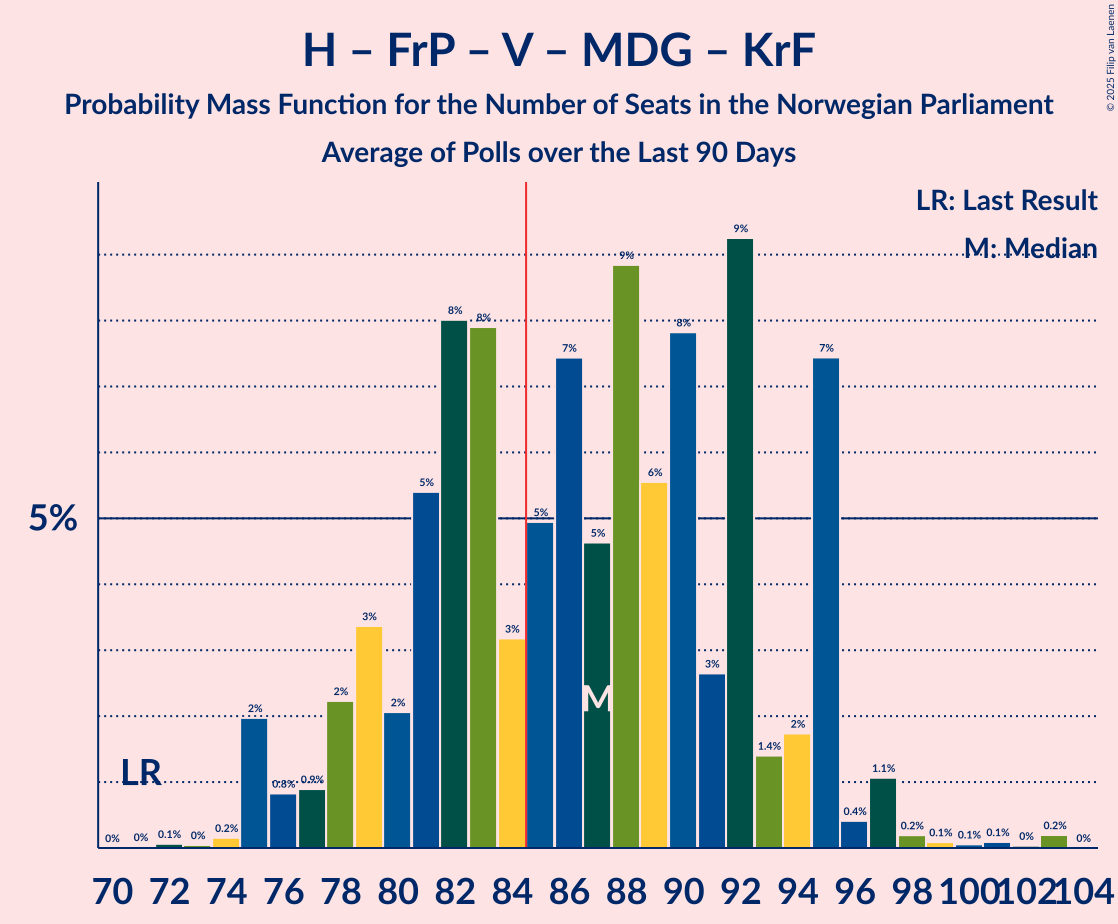 H – FrP – V – MDG – KrF
Probability Mass Function for the Number of Seats in the Norwegian Parliament
Average of Polls over the Last 90 Days
© 2025 Filip van Laenen
LR: Last Result
M: Median
5%
LR
M
0% 0% 0.1% 0% 0.2% 2% 0.8% 0.9% 2% 3% 2% 5% 8% 8% 3% 5% 7% 5% 9% 6% 8% 3% 9% 1.4% 2% 7% 0.4% 1.1% 0.2% 0.1% 0.1% 0.1% 0% 0.2% 0%
70 72 74 76 78 80 82 84 86 88 90 92 94 96 98 100 102 104